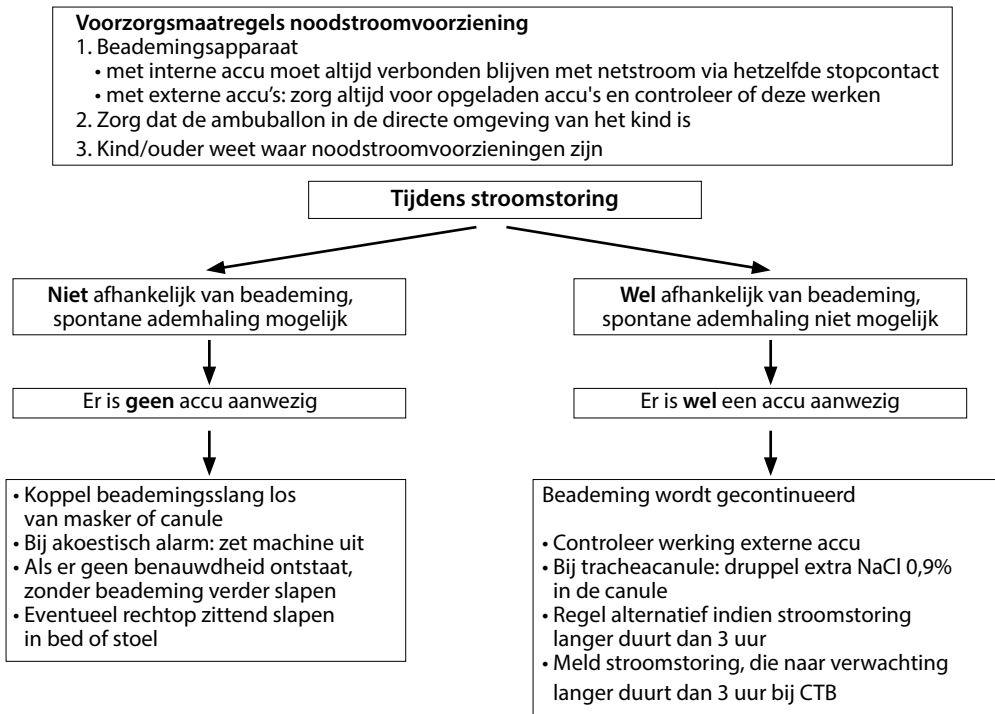 Voorzorgsmaatregels noodstroomvoorziening
1. Beademingsapparaat
• met interne accu moet altijd verbonden blijven met netstroom via hetzelfde stopcontact
• met externe accu’s: zorg altijd voor opgeladen accu's en controleer of deze werken
2. Zorg dat de ambuballon in de directe omgeving van het kind is
3. Kind/ouder weet waar noodstroomvoorzieningen zijn
Tijdens stroomstoring
Niet afhankelijk van beademing,
spontane ademhaling mogelijk
Er is geen accu aanwezig
• Koppel beademingsslang los
van masker of canule
• Bij akoestisch alarm: zet machine uit
• Als er geen benauwdheid ontstaat,
zonder beademing verder slapen
• Eventueel rechtop zittend slapen
in bed of stoel
Wel afhankelijk van beademing,
spontane ademhaling niet mogelijk
Er is wel een accu aanwezig
Beademing wordt gecontinueerd
• Controleer werking externe accu
• Bij tracheacanule: druppel extra NaCl 0,9%
in de canule
• Regel alternatief indien stroomstoring
langer duurt dan 3 uur
• Meld stroomstoring, die naar verwachting
langer duurt dan 3 uur bij CTB